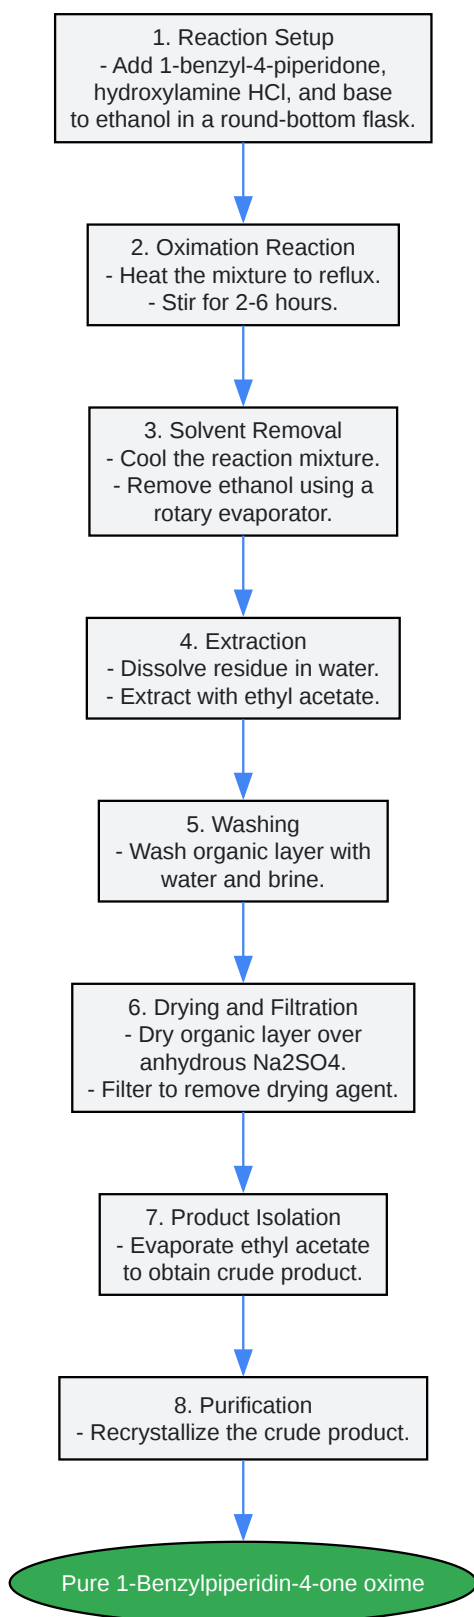 1. Reaction Setup
- Add 1-benzyl-4-piperidone,
hydroxylamine HCl, and base
to ethanol in a round-bottom flask.
2. Oximation Reaction
- Heat the mixture to reflux.
- Stir for 2-6 hours.
3. Solvent Removal
- Cool the reaction mixture.
- Remove ethanol using a
rotary evaporator.
4. Extraction
- Dissolve residue in water.
- Extract with ethyl acetate.
5. Washing
- Wash organic layer with
water and brine.
6. Drying and Filtration
- Dry organic layer over
anhydrous Na2SO4.
- Filter to remove drying agent.
7. Product Isolation
- Evaporate ethyl acetate
to obtain crude product.
8. Purification
- Recrystallize the crude product.
Pure 1-Benzylpiperidin-4-one oxime